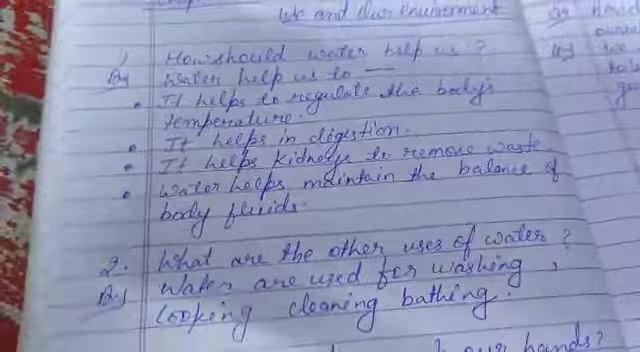 We and Our Environment
1. How should water help us?
Ans Water help us to —
• It helps to regulate the body's
temperature.
• It helps in digestion.
• It helps kidneys to remove waste
• Water helps maintain the balance of
body fluids.
2. What are the other uses of water?
Ans Water are used for washing,
cooking cleaning bathing.
our hands?